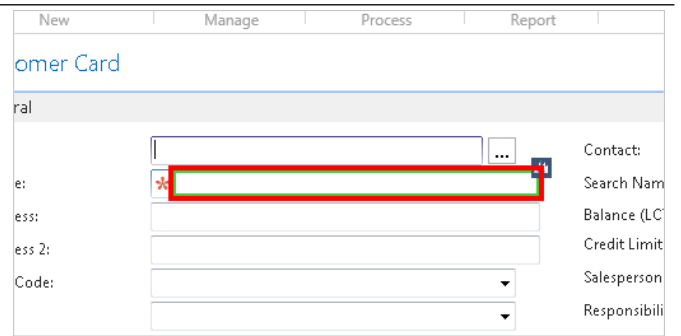 New Manage Process Report
omer Card
ral
... Contact:
e: * Search Nam
ess: Balance (LC
ess 2: Credit Limit
Code: Salesperson
Responsibili